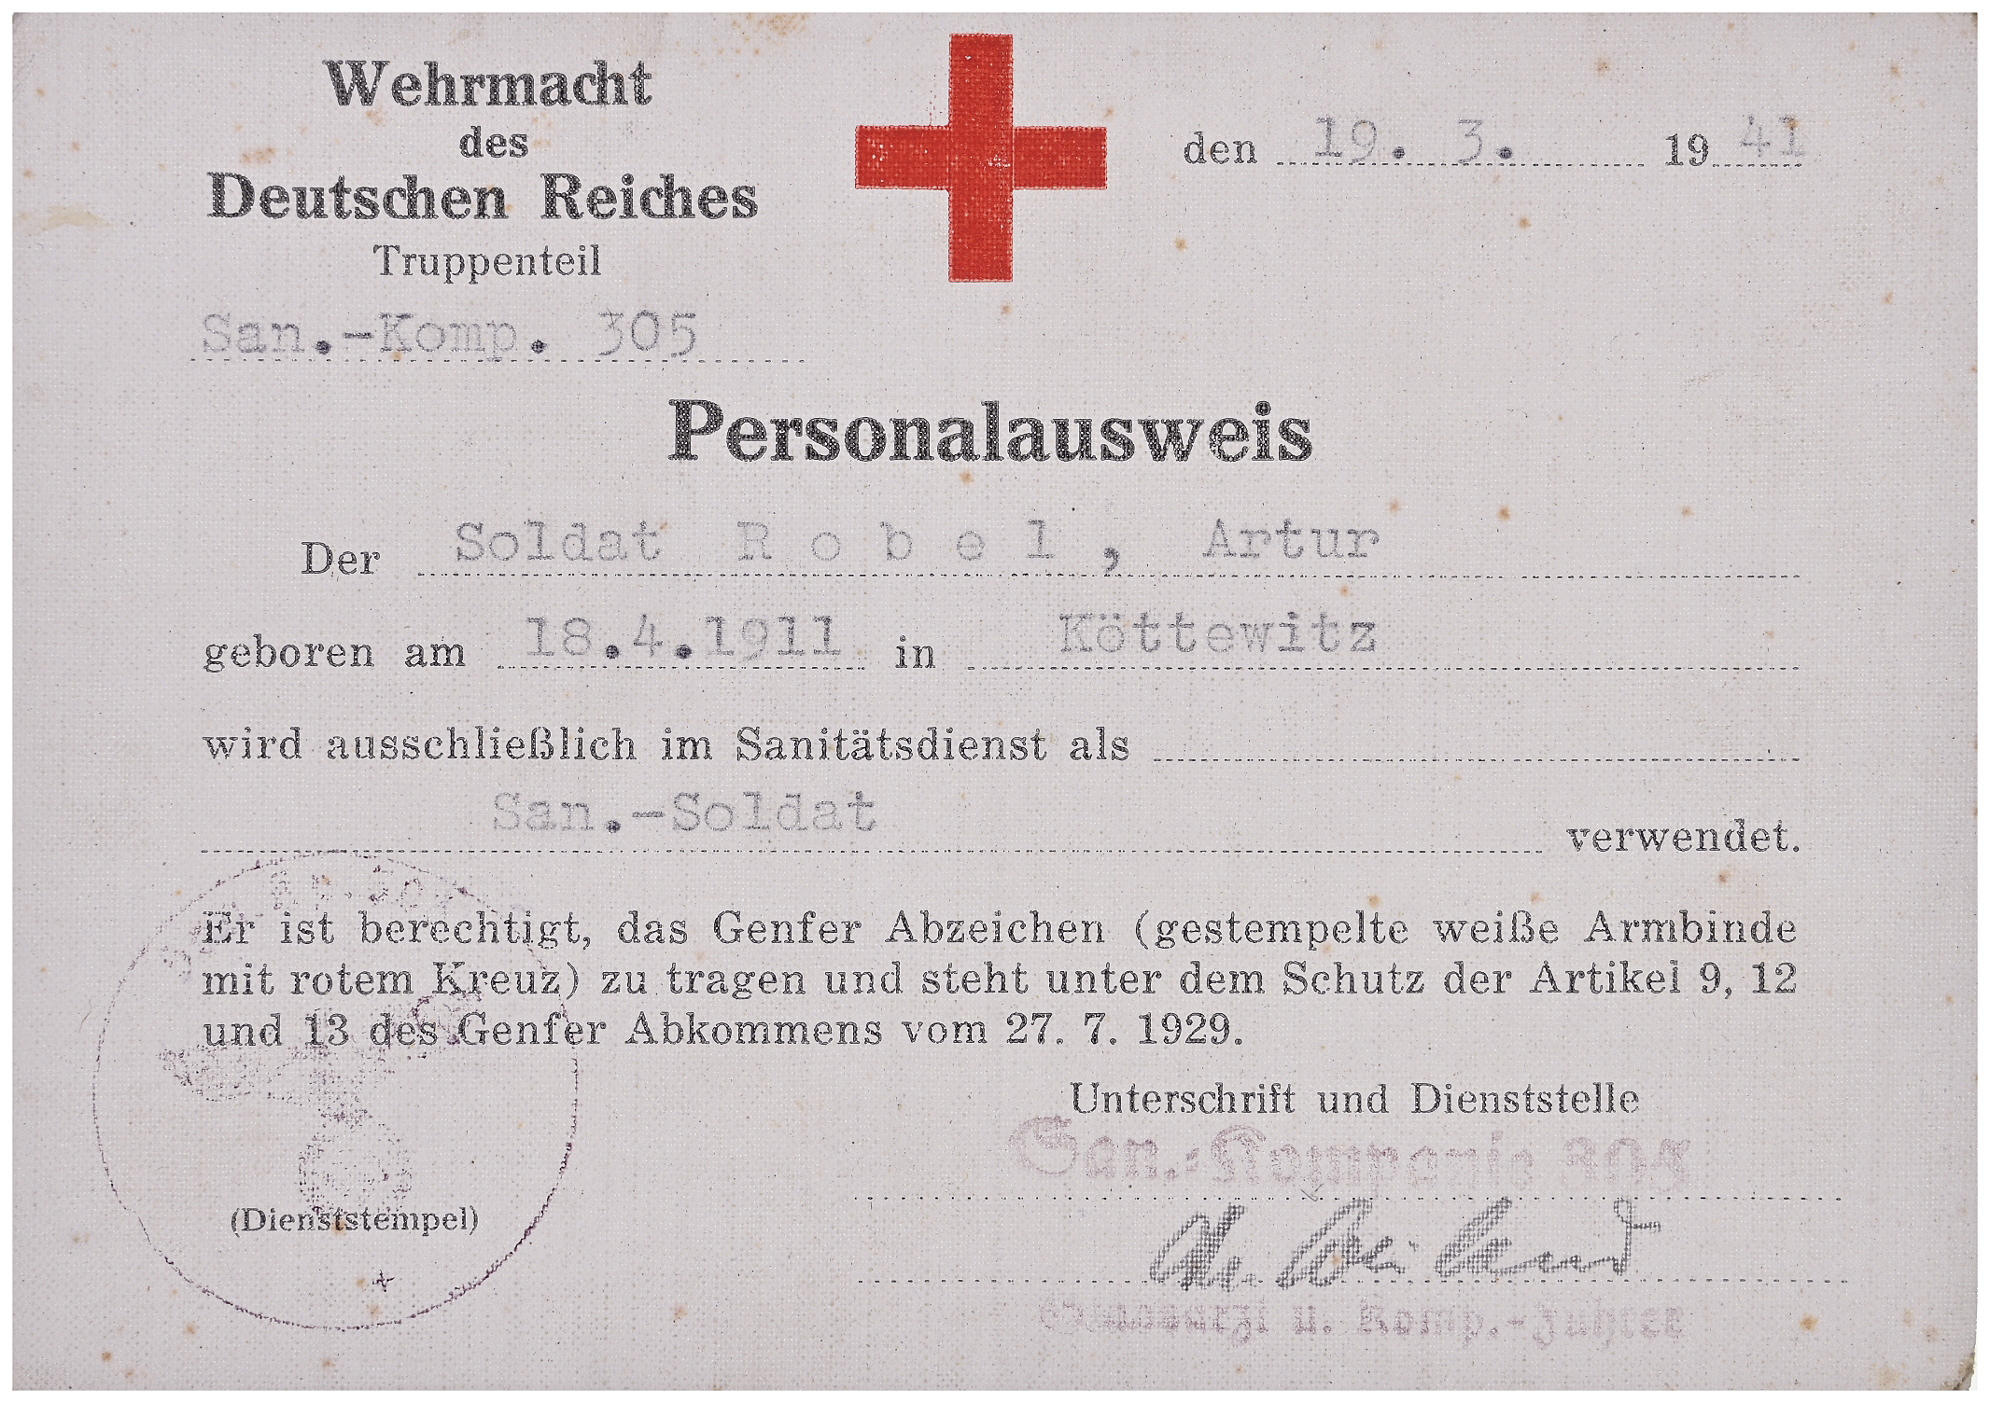 Wehrmacht
des
Deutschen Reiches
Truppenteil
San.-Komp. 305
den 19. 3. 1941
Personalausweis
Der Soldat Robel, Artur
geboren am 18.4.1911 in Köttewitz
wird ausschließlich im Sanitätsdienst als
San.-Soldat verwendet.
Er ist berechtigt, das Genfer Abzeichen (gestempelte weiße Armbinde
mit rotem Kreuz) zu tragen und steht unter dem Schutz der Artikel 9, 12
und 13 des Genfer Abkommens vom 27. 7. 1929.
Unterschrift und Dienststelle
San.-Kompanie 305
(Dienststempel)
u. Komp.-Führer